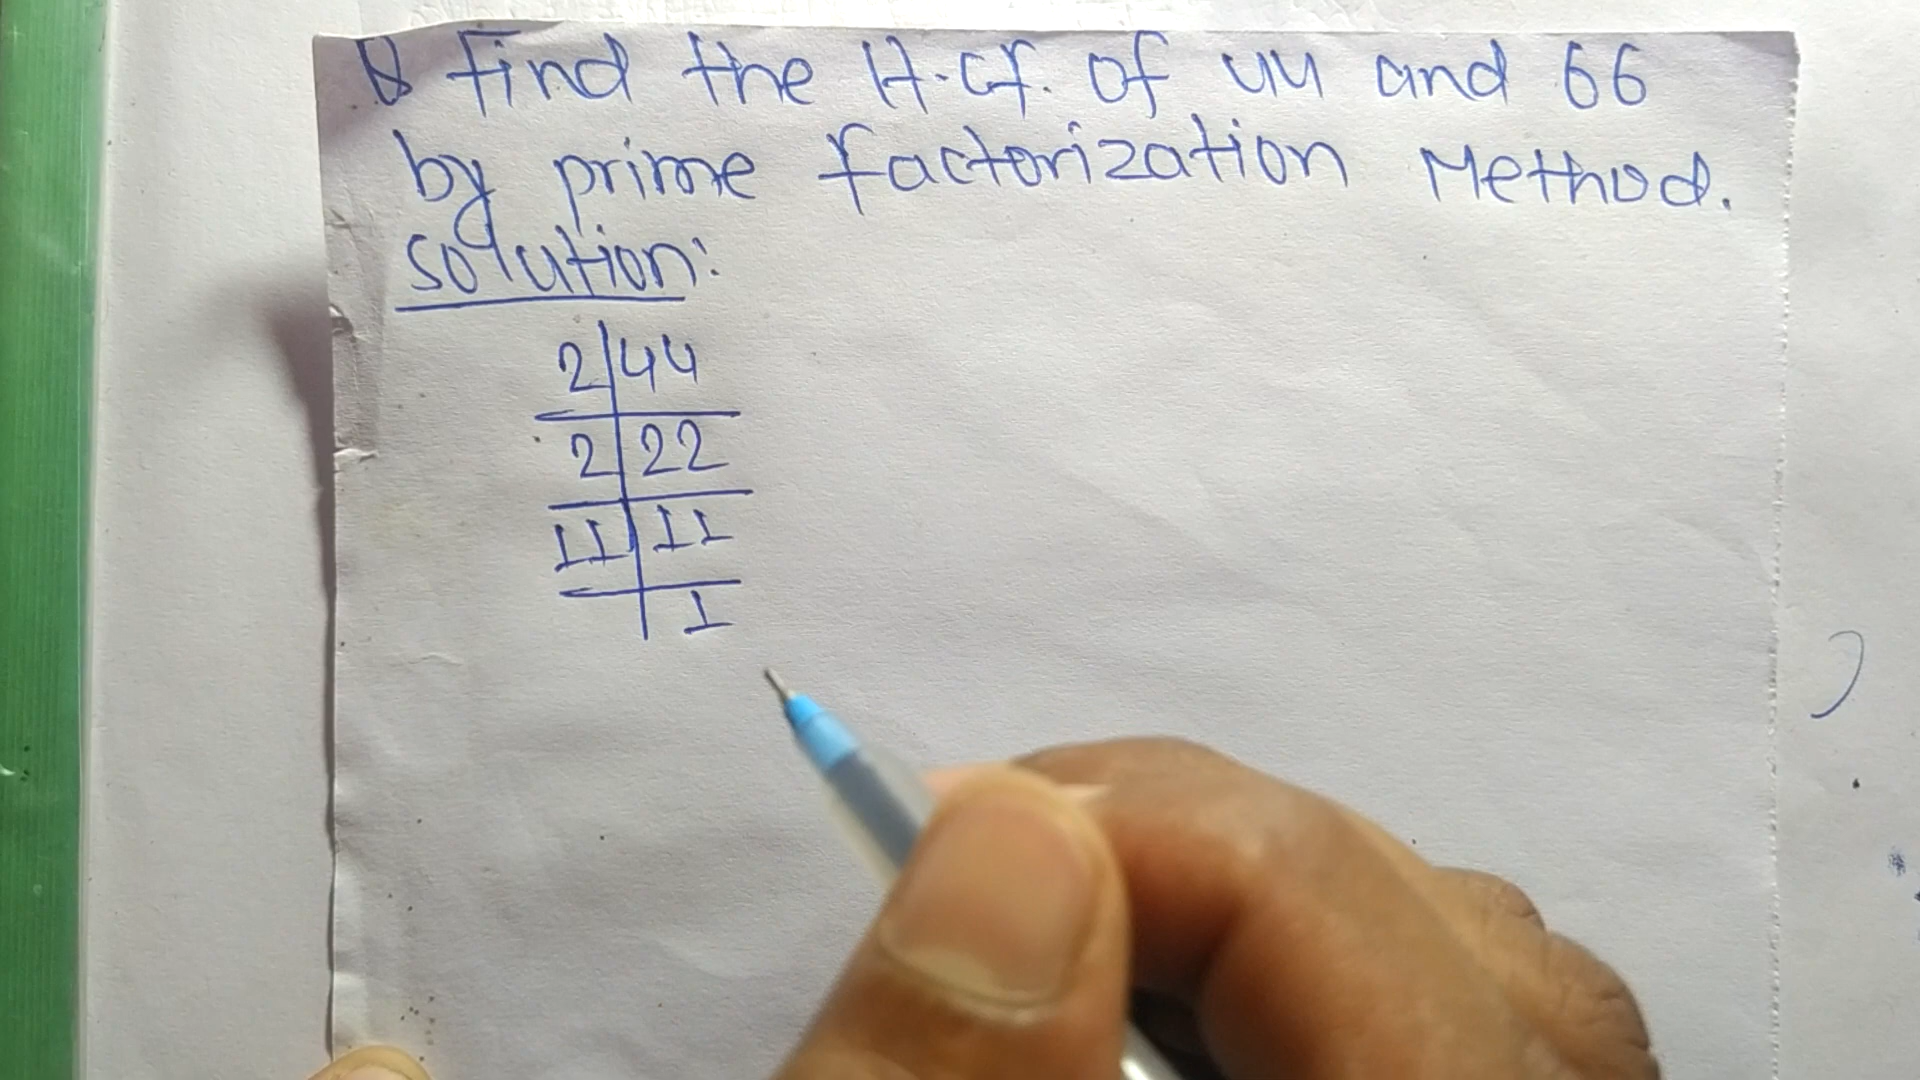 Q Find the H.C.F. of 44 and 66
by prime factorization Method.
solution:
2 | 44
2 | 22
11 | 11
| 1